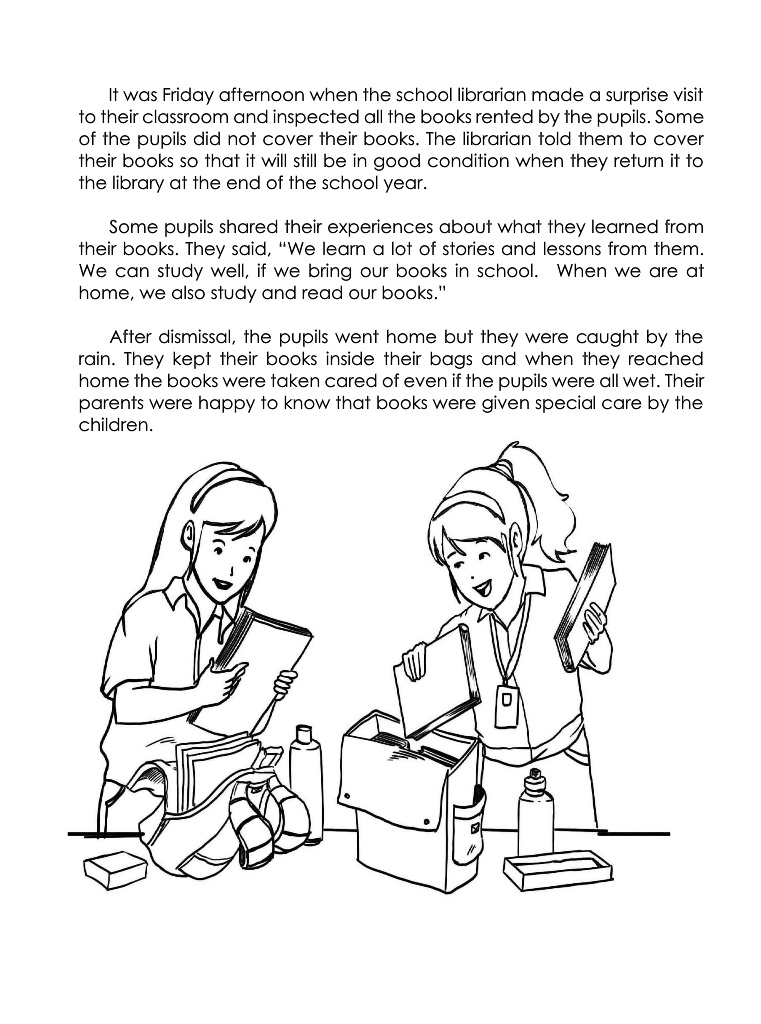 It was Friday afternoon when the school librarian made a surprise visit
to their classroom and inspected all the books rented by the pupils. Some
of the pupils did not cover their books. The librarian told them to cover
their books so that it will still be in good condition when they return it to
the library at the end of the school year.
Some pupils shared their experiences about what they learned from
their books. They said, “We learn a lot of stories and lessons from them.
We can study well, if we bring our books in school. When we are at
home, we also study and read our books.”
After dismissal, the pupils went home but they were caught by the
rain. They kept their books inside their bags and when they reached
home the books were taken cared of even if the pupils were all wet. Their
parents were happy to know that books were given special care by the
children.